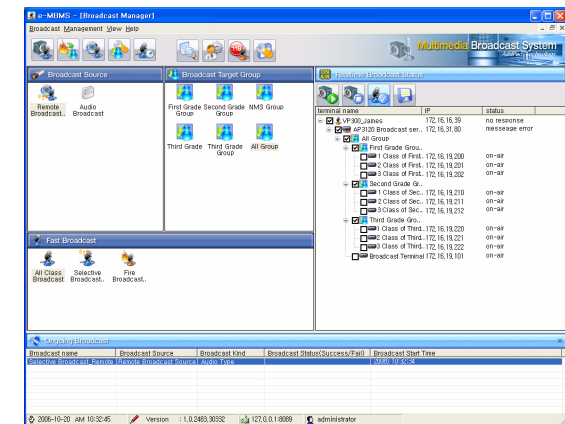 e-MBMS - [Broadcast Manager]
Broadcast Management View Help
Multimedia Broadcast System
Broadcast Source
Remote Broadcast..
Audio Broadcast
Broadcast Target Group
First Grade Group
Second Grade Group
NMS Group
Third Grade
Third Grade Group
All Group
Fast Broadcast
All Class Broadcast
Selective Broadcast..
Fire Broadcast..
Realtime Broadcast Status
terminal name IP status
VP300_James 172,16,16,39 no response
AP3120 Broadcast ser.. 172,16,31,80 messeage error
All Group
First Grade Grou..
1 Class of First.. 172,16,19,200 on-air
2 Class of First.. 172,16,19,201 on-air
3 Class of First.. 172,16,19,202 on-air
Second Grade Gr..
1 Class of Sec.. 172,16,19,210 on-air
2 Class of Sec.. 172,16,19,211 on-air
3 Class of Sec.. 172,16,19,212 on-air
Third Grade Gro..
1 Class of Third.. 172,16,19,220 on-air
2 Class of Third.. 172,16,19,221 on-air
3 Class of Third.. 172,16,19,222 on-air
Broadcast Terminal 172,16,19,101 on-air
Ongoing Broadcast
Broadcast name Broadcast Source Broadcast Kind Broadcast Status(Success/Fail) Broadcast Start Time
Selective Broadcast_Remote Remote Broadcast Source Audio Type
2006-10-20 AM 10:32:45 Version : 1,0,2483,30332 127,0,0,1:8089 administrator